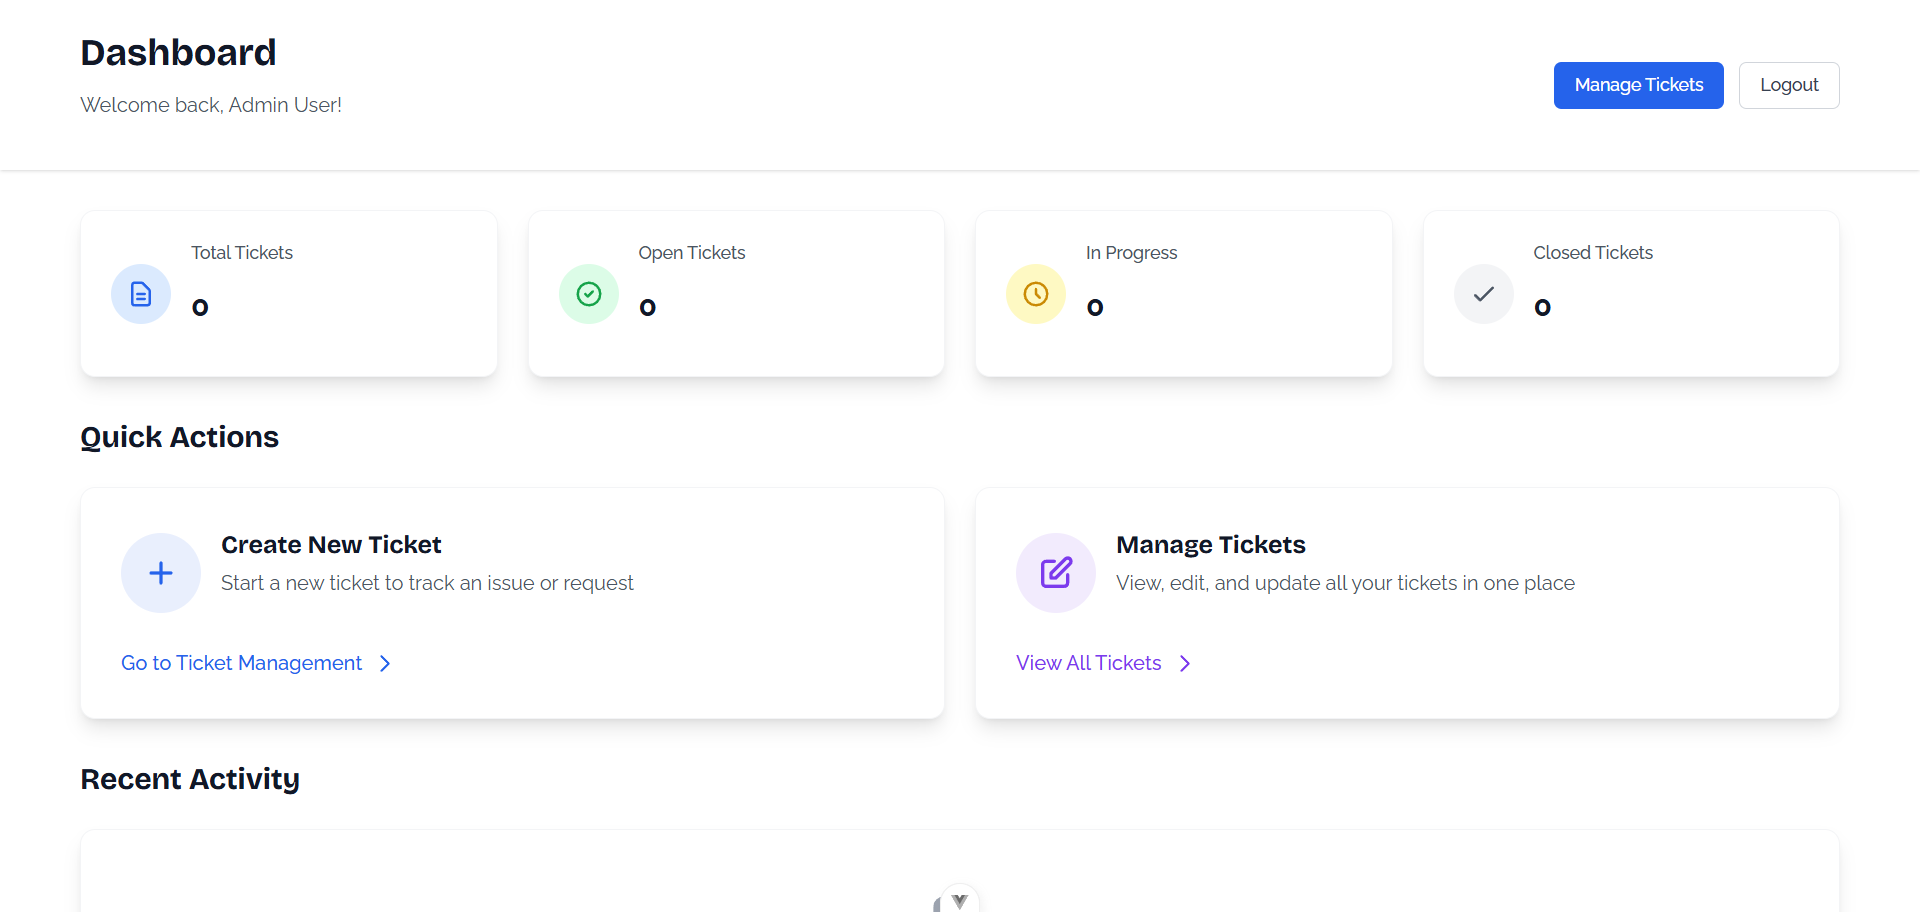 Dashboard
Welcome back, Admin User!
Manage Tickets
Logout
Total Tickets
0
Open Tickets
0
In Progress
0
Closed Tickets
0
Quick Actions
Create New Ticket
Start a new ticket to track an issue or request
Go to Ticket Management
Manage Tickets
View, edit, and update all your tickets in one place
View All Tickets
Recent Activity